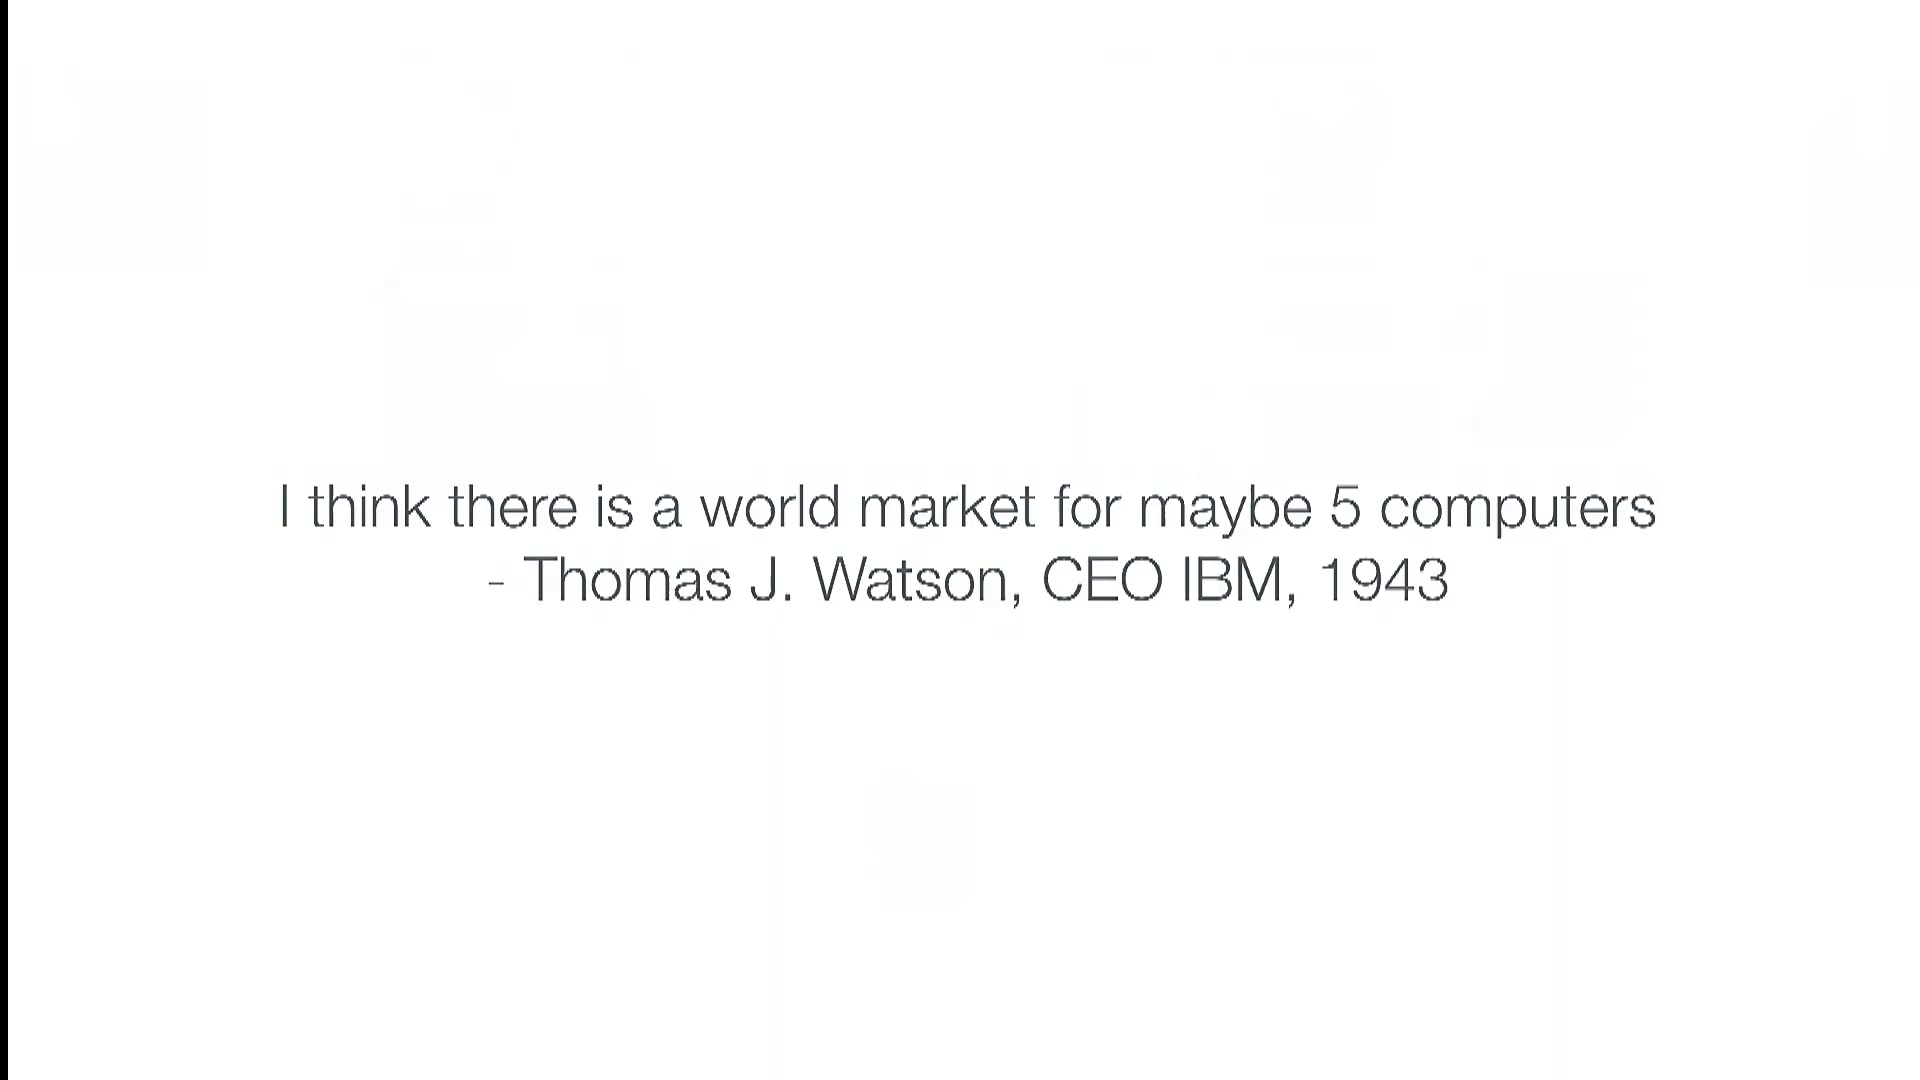 I think there is a world market for maybe 5 computers
- Thomas J. Watson, CEO IBM, 1943